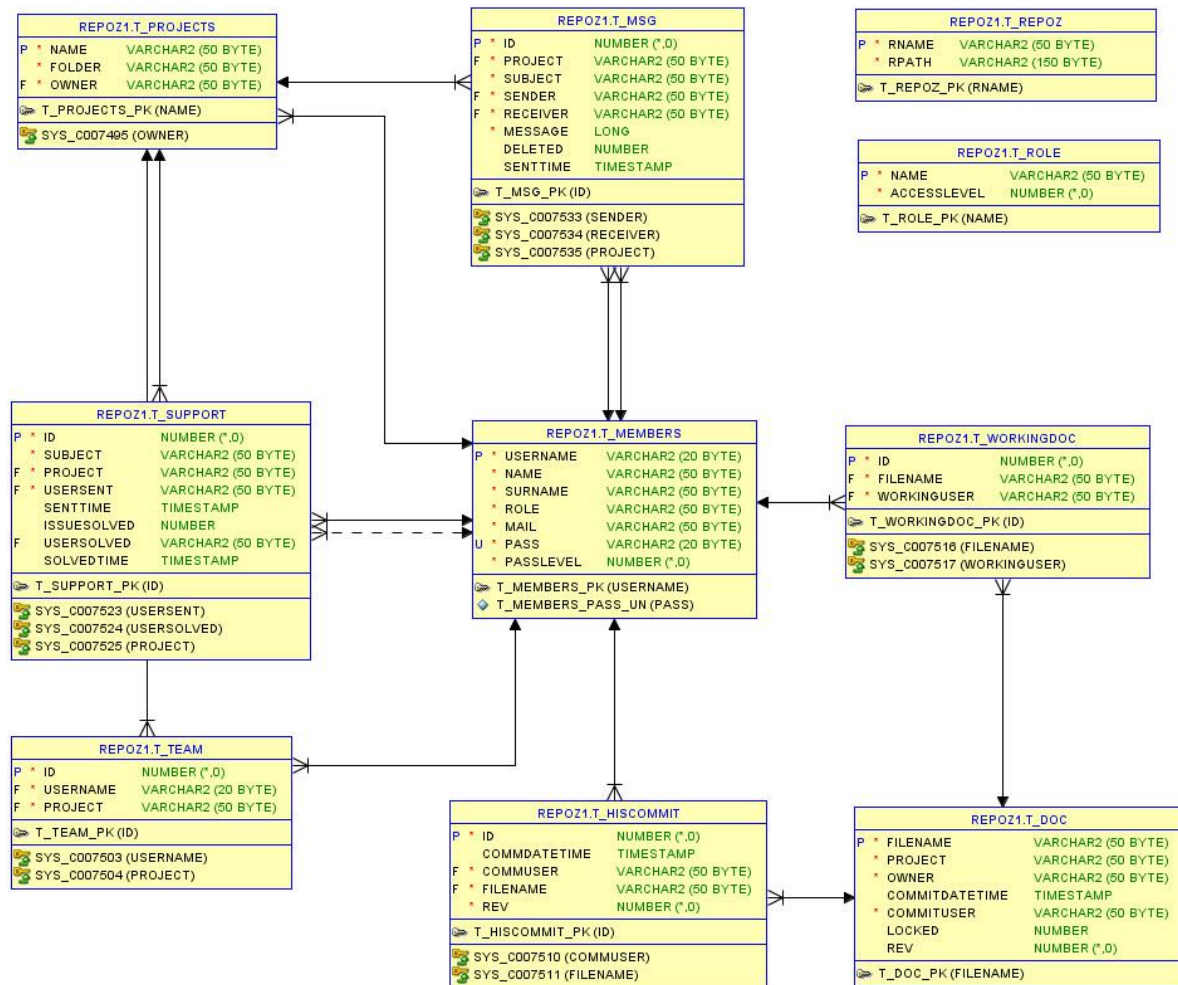 REPOZ1.T_PROJECTS
P * NAME VARCHAR2 (50 BYTE)
* FOLDER VARCHAR2 (50 BYTE)
F * OWNER VARCHAR2 (50 BYTE)
T_PROJECTS_PK (NAME)
SYS_C007495 (OWNER)
REPOZ1.T_MSG
P * ID NUMBER (*,0)
F * PROJECT VARCHAR2 (50 BYTE)
* SUBJECT VARCHAR2 (50 BYTE)
F * SENDER VARCHAR2 (50 BYTE)
F * RECEIVER VARCHAR2 (50 BYTE)
* MESSAGE LONG
DELETED NUMBER
SENTTIME TIMESTAMP
T_MSG_PK (ID)
SYS_C007533 (SENDER)
SYS_C007534 (RECEIVER)
SYS_C007535 (PROJECT)
REPOZ1.T_REPOZ
P * RNAME VARCHAR2 (50 BYTE)
* RPATH VARCHAR2 (150 BYTE)
T_REPOZ_PK (RNAME)
REPOZ1.T_ROLE
P * NAME VARCHAR2 (50 BYTE)
* ACCESSLEVEL NUMBER (*,0)
T_ROLE_PK (NAME)
REPOZ1.T_SUPPORT
P * ID NUMBER (*,0)
* SUBJECT VARCHAR2 (50 BYTE)
F * PROJECT VARCHAR2 (50 BYTE)
F * USERSENT VARCHAR2 (50 BYTE)
SENTTIME TIMESTAMP
ISSUESOLVED NUMBER
F USERSOLVED VARCHAR2 (50 BYTE)
SOLVEDTIME TIMESTAMP
T_SUPPORT_PK (ID)
SYS_C007523 (USERSENT)
SYS_C007524 (USERSOLVED)
SYS_C007525 (PROJECT)
REPOZ1.T_MEMBERS
P * USERNAME VARCHAR2 (20 BYTE)
* NAME VARCHAR2 (50 BYTE)
* SURNAME VARCHAR2 (50 BYTE)
* ROLE VARCHAR2 (50 BYTE)
* MAIL VARCHAR2 (50 BYTE)
U * PASS VARCHAR2 (20 BYTE)
* PASSLEVEL NUMBER (*,0)
T_MEMBERS_PK (USERNAME)
T_MEMBERS_PASS_UN (PASS)
REPOZ1.T_WORKINGDOC
P * ID NUMBER (*,0)
F * FILENAME VARCHAR2 (50 BYTE)
F * WORKINGUSER VARCHAR2 (50 BYTE)
T_WORKINGDOC_PK (ID)
SYS_C007516 (FILENAME)
SYS_C007517 (WORKINGUSER)
REPOZ1.T_TEAM
P * ID NUMBER (*,0)
F * USERNAME VARCHAR2 (20 BYTE)
F * PROJECT VARCHAR2 (50 BYTE)
T_TEAM_PK (ID)
SYS_C007503 (USERNAME)
SYS_C007504 (PROJECT)
REPOZ1.T_HISCOMMIT
P * ID NUMBER (*,0)
COMMDATETIME TIMESTAMP
F * COMMUSER VARCHAR2 (50 BYTE)
F * FILENAME VARCHAR2 (50 BYTE)
* REV NUMBER (*,0)
T_HISCOMMIT_PK (ID)
SYS_C007510 (COMMUSER)
SYS_C007511 (FILENAME)
REPOZ1.T_DOC
P * FILENAME VARCHAR2 (50 BYTE)
* PROJECT VARCHAR2 (50 BYTE)
* OWNER VARCHAR2 (50 BYTE)
COMMITDATETIME TIMESTAMP
* COMMITUSER VARCHAR2 (50 BYTE)
LOCKED NUMBER
REV NUMBER (*,0)
T_DOC_PK (FILENAME)